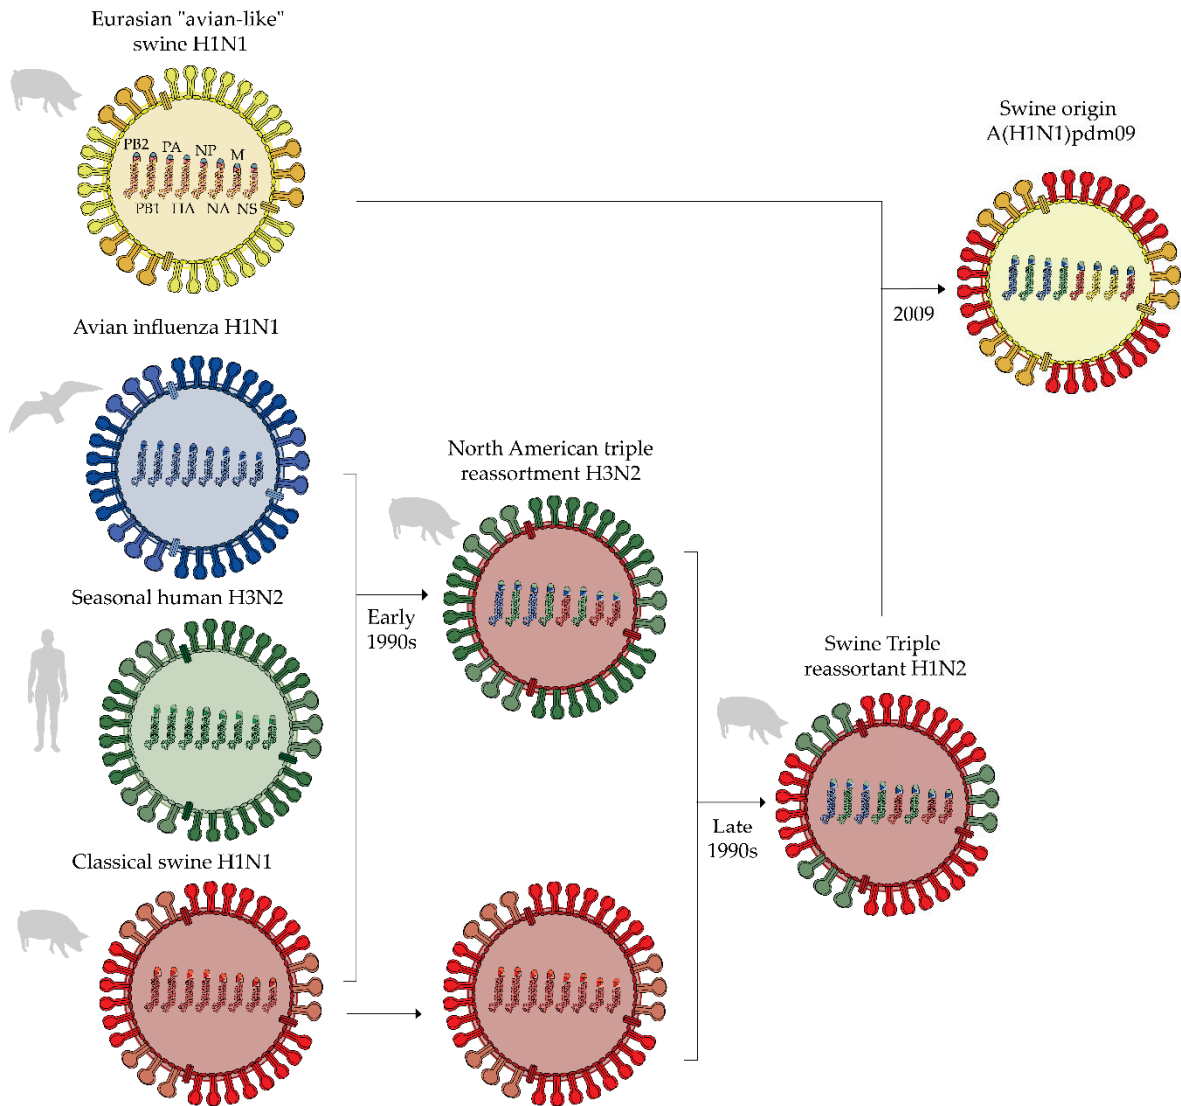 Eurasian "avian-like"
swine H1N1
PB2 PA NP M
PB1 HA NA NS
Swine origin
A(H1N1)pdm09
2009
Avian influenza H1N1
North American triple
reassortment H3N2
Early
1990s
Seasonal human H3N2
Swine Triple
reassortant H1N2
Late
1990s
Classical swine H1N1